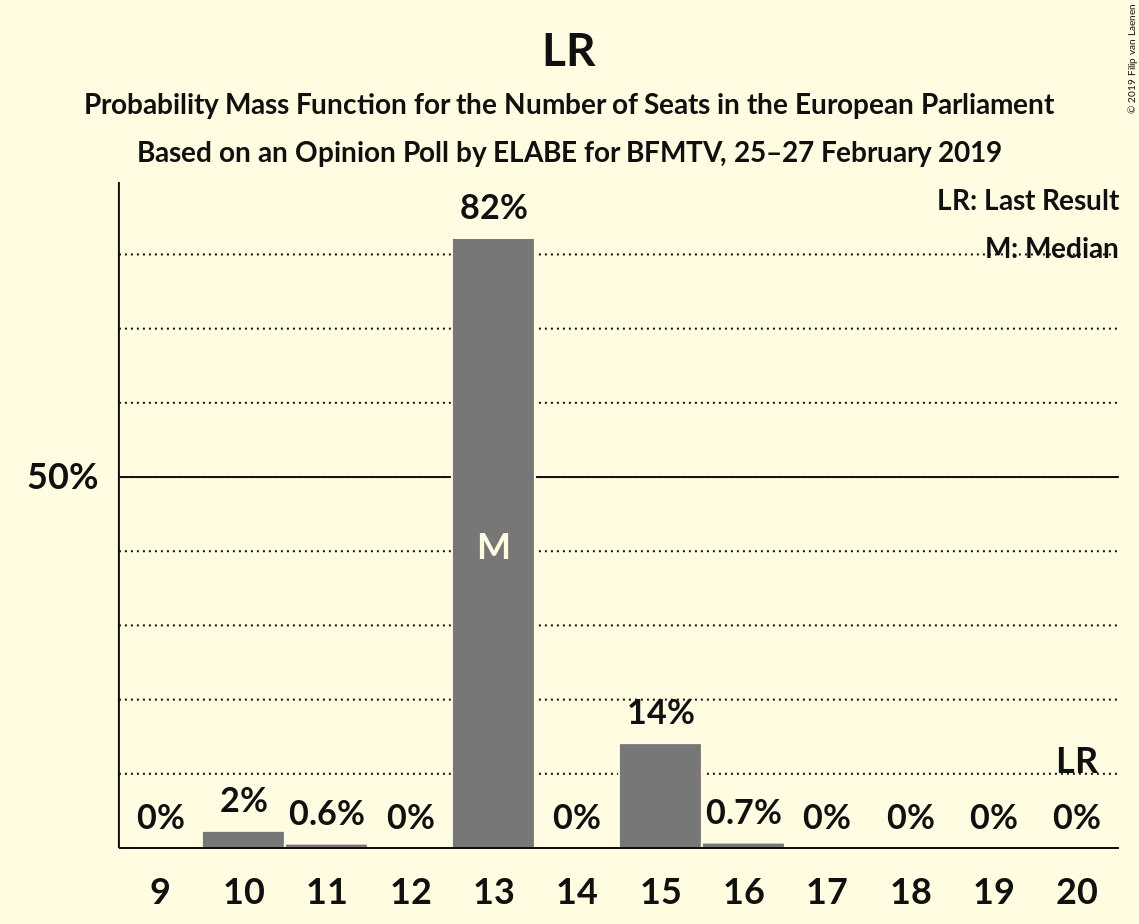 LR
Probability Mass Function for the Number of Seats in the European Parliament
Based on an Opinion Poll by ELABE for BFMTV, 25–27 February 2019
© 2019 Filip van Laenen
LR: Last Result
M: Median
82%
50%
M
14%
LR
0% 2% 0.6% 0% 0% 0.7% 0% 0% 0% 0%
9 10 11 12 13 14 15 16 17 18 19 20